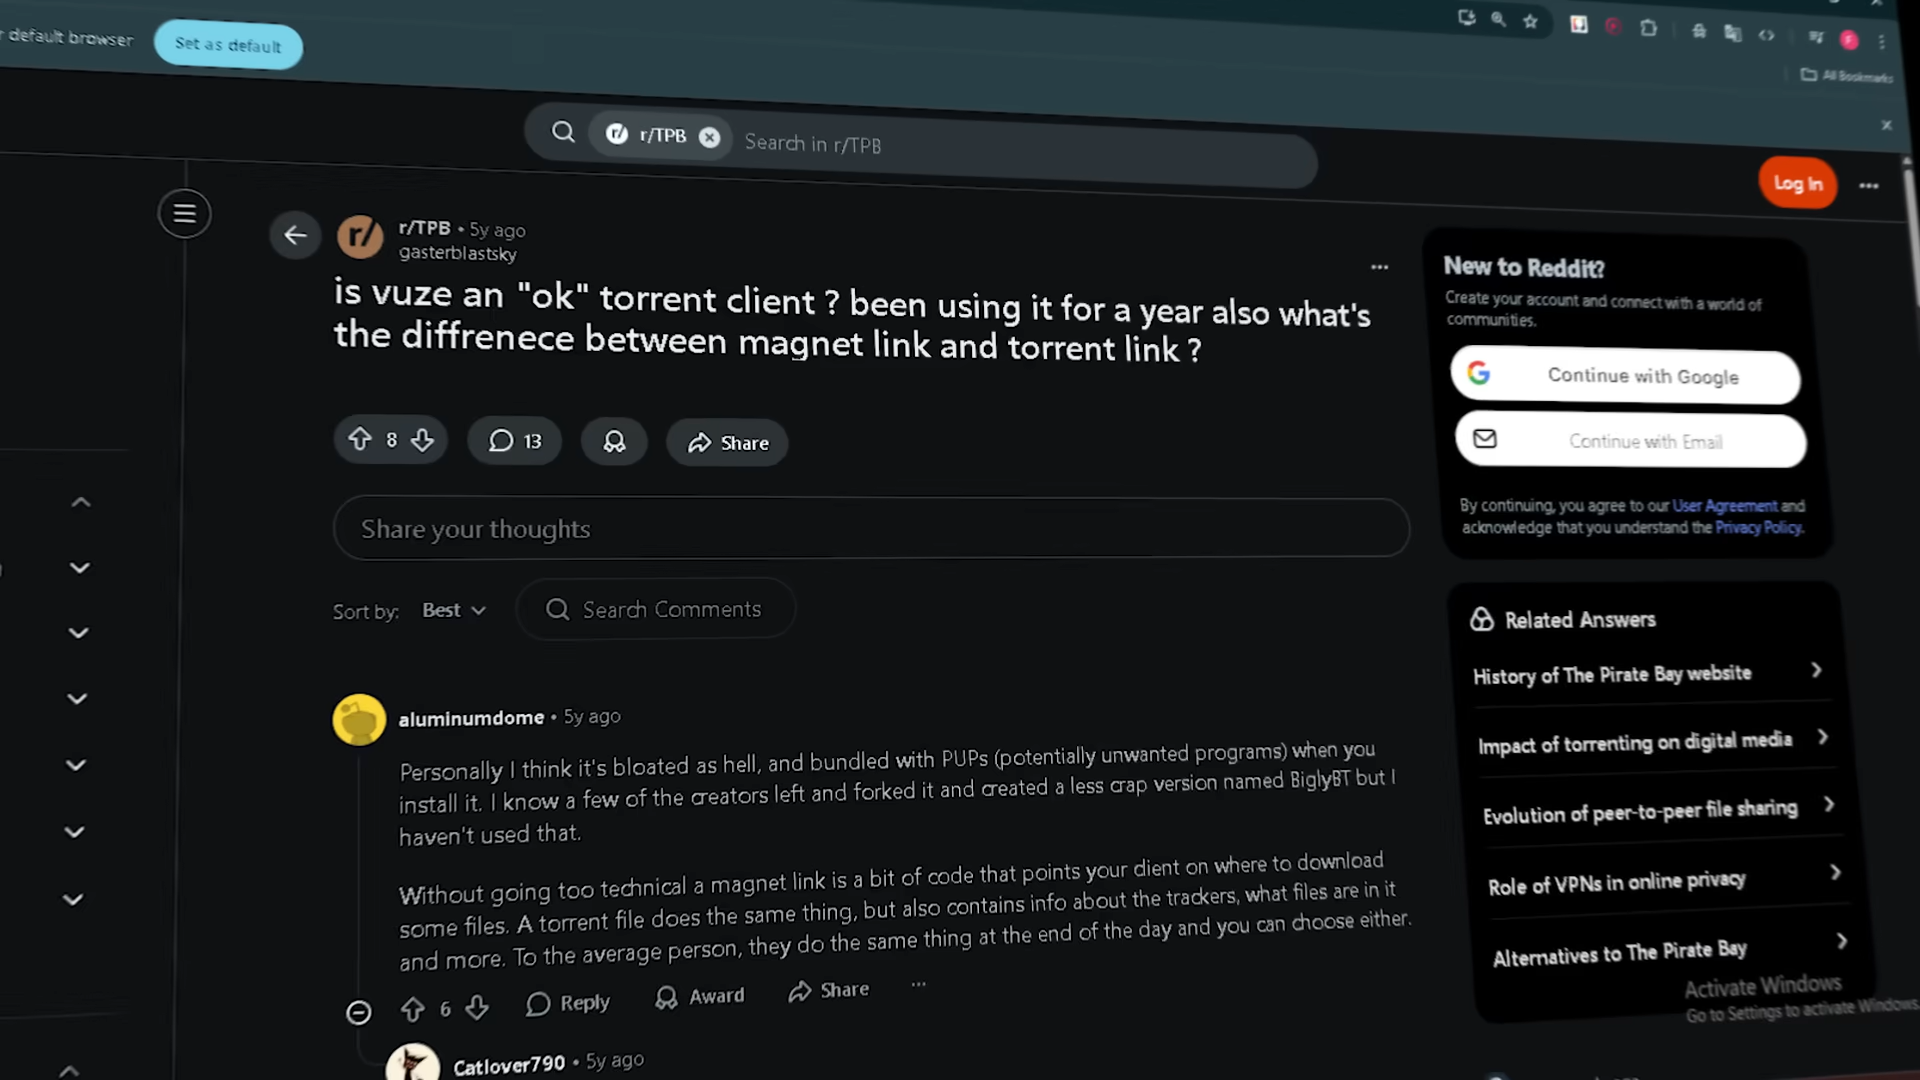 default browser
Set as default
All Bookmarks
r/TPB
Search in r/TPB
Log In
r/TPB • 5y ago
gasterblastsky
is vuze an "ok" torrent client ? been using it for a year also what's
the diffrenece between magnet link and torrent link ?
8
13
Share
Share your thoughts
Sort by:
Best
Search Comments
aluminumdome • 5y ago
Personally I think it's bloated as hell, and bundled with PUPs (potentially unwanted programs) when you
install it. I know a few of the creators left and forked it and created a less crap version named BiglyBT but I
haven't used that.
Without going too technical a magnet link is a bit of code that points your client on where to download
some files. A torrent file does the same thing, but also contains info about the trackers, what files are in it
and more. To the average person, they do the same thing at the end of the day and you can choose either.
6
Reply
Award
Share
Catlover790 • 5y ago
New to Reddit?
Create your account and connect with a world of
communities.
Continue with Google
Continue with Email
By continuing, you agree to our User Agreement and
acknowledge that you understand the Privacy Policy.
Related Answers
History of The Pirate Bay website
Impact of torrenting on digital media
Evolution of peer-to-peer file sharing
Role of VPNs in online privacy
Alternatives to The Pirate Bay
Activate Windows
Go to Settings to activate Windows.